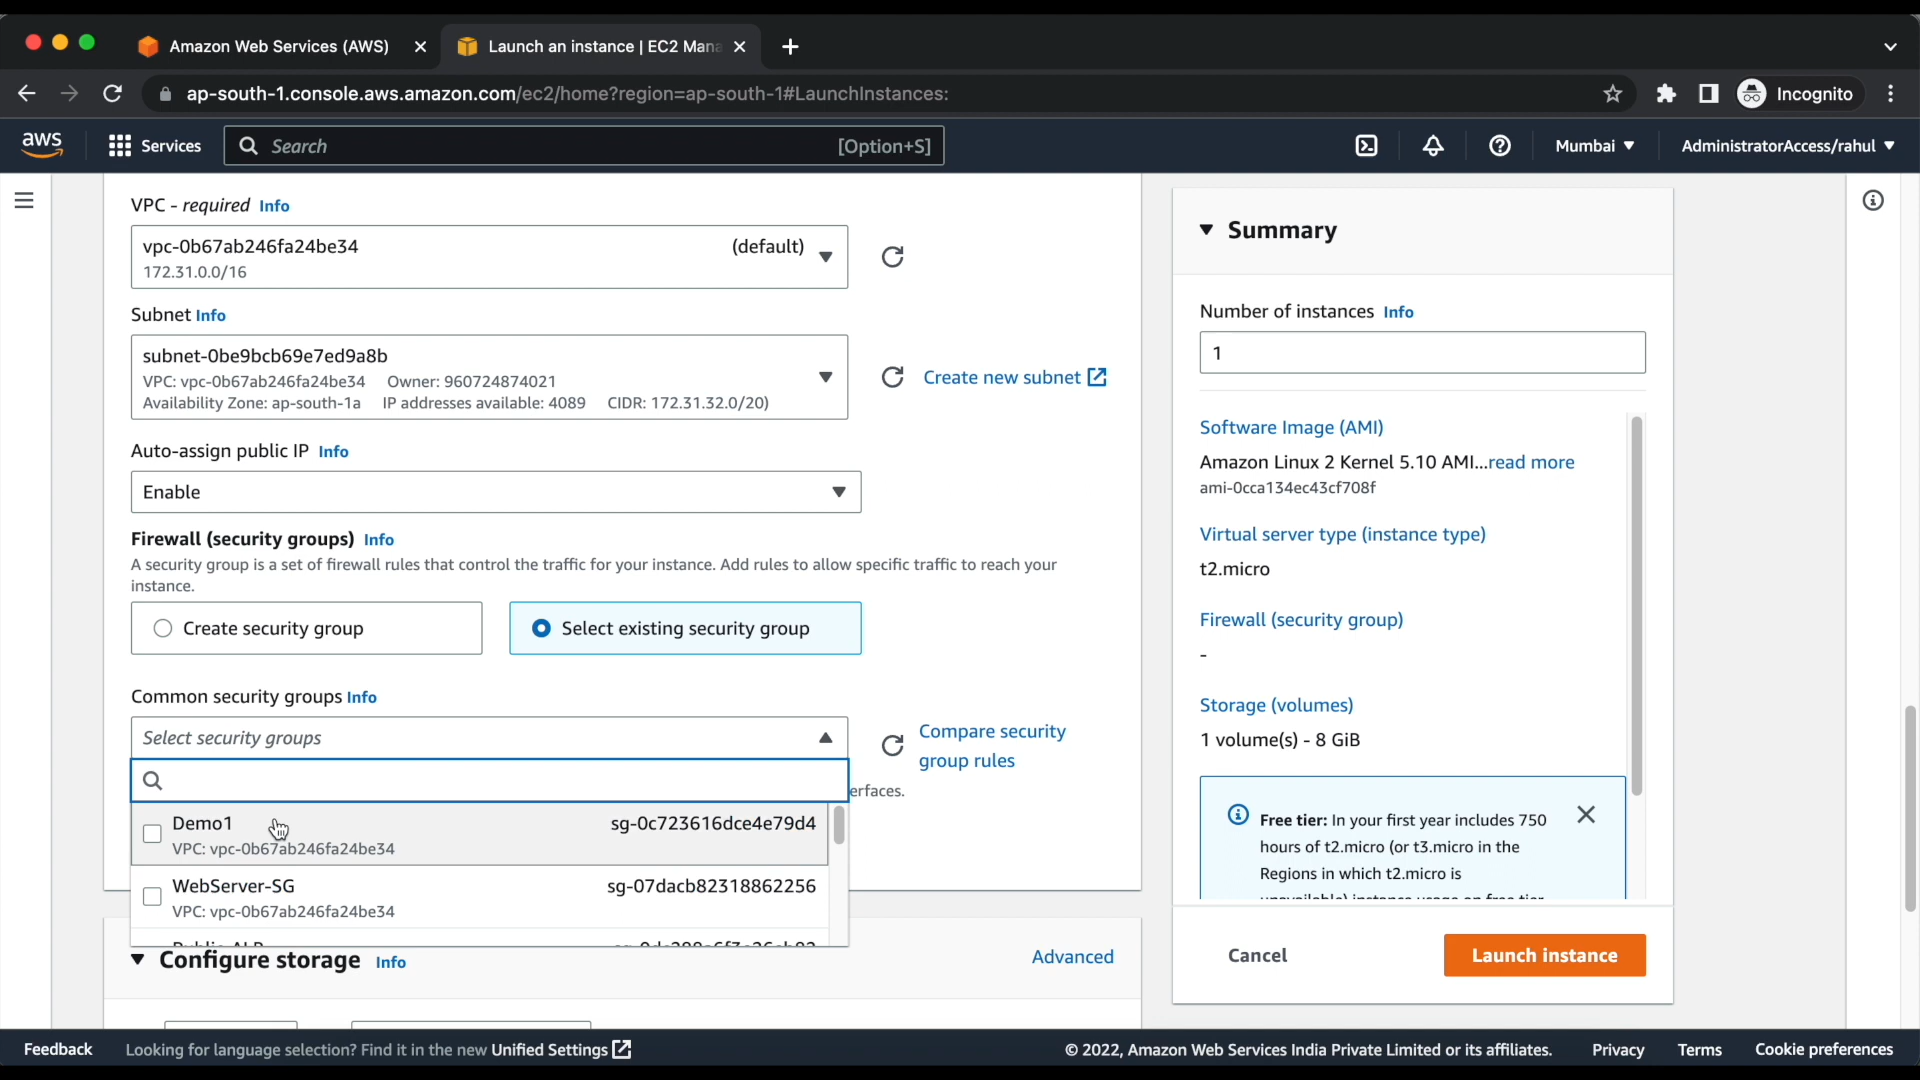 Amazon Web Services (AWS)
Launch an instance | EC2 Mana
ap-south-1.console.aws.amazon.com/ec2/home?region=ap-south-1#LaunchInstances:
Incognito
aws
Services
Search
[Option+S]
Mumbai
AdministratorAccess/rahul
VPC - required Info
vpc-0b67ab246fa24be34 (default)
172.31.0.0/16
Subnet Info
subnet-0be9bcb69e7ed9a8b
VPC: vpc-0b67ab246fa24be34 Owner: 960724874021
Availability Zone: ap-south-1a IP addresses available: 4089 CIDR: 172.31.32.0/20)
Create new subnet
Auto-assign public IP Info
Enable
Firewall (security groups) Info
A security group is a set of firewall rules that control the traffic for your instance. Add rules to allow specific traffic to reach your
instance.
Create security group
Select existing security group
Common security groups Info
Select security groups
Compare security
group rules
erfaces.
Demo1 sg-0c723616dce4e79d4
VPC: vpc-0b67ab246fa24be34
WebServer-SG sg-07dacb82318862256
VPC: vpc-0b67ab246fa24be34
Configure storage Info
Advanced
Summary
Number of instances Info
1
Software Image (AMI)
Amazon Linux 2 Kernel 5.10 AMI...read more
ami-0cca134ec43cf708f
Virtual server type (instance type)
t2.micro
Firewall (security group)
-
Storage (volumes)
1 volume(s) - 8 GiB
Free tier: In your first year includes 750
hours of t2.micro (or t3.micro in the
Regions in which t2.micro is
Cancel
Launch instance
Feedback
Looking for language selection? Find it in the new Unified Settings
© 2022, Amazon Web Services India Private Limited or its affiliates.
Privacy
Terms
Cookie preferences